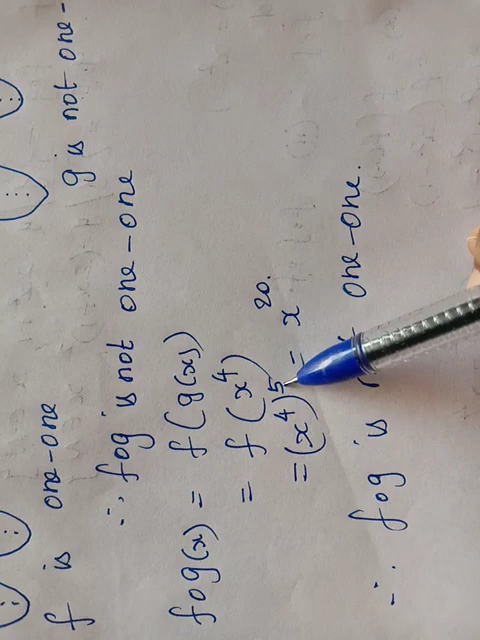 f is one-one
g is not one-
∴ fog is not one-one
fog(x) = f(g(x))
= f(x⁴)
= (x⁴)⁵ = x²⁰.
∴ fog is one-one.